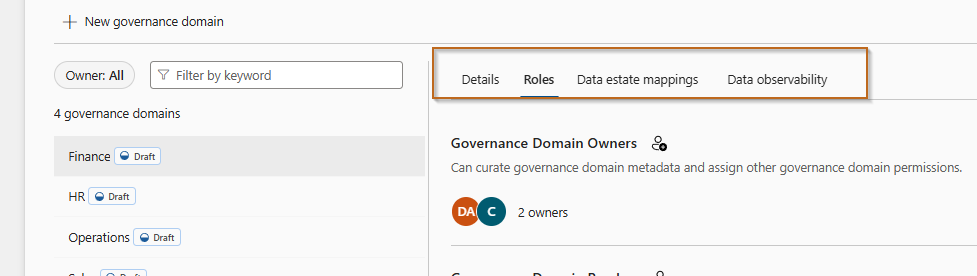 New governance domain
Owner: All
Filter by keyword
4 governance domains
Finance Draft
HR Draft
Operations Draft
Draft
Details Roles Data estate mappings Data observability
Governance Domain Owners
Can curate governance domain metadata and assign other governance domain permissions.
DA C 2 owners